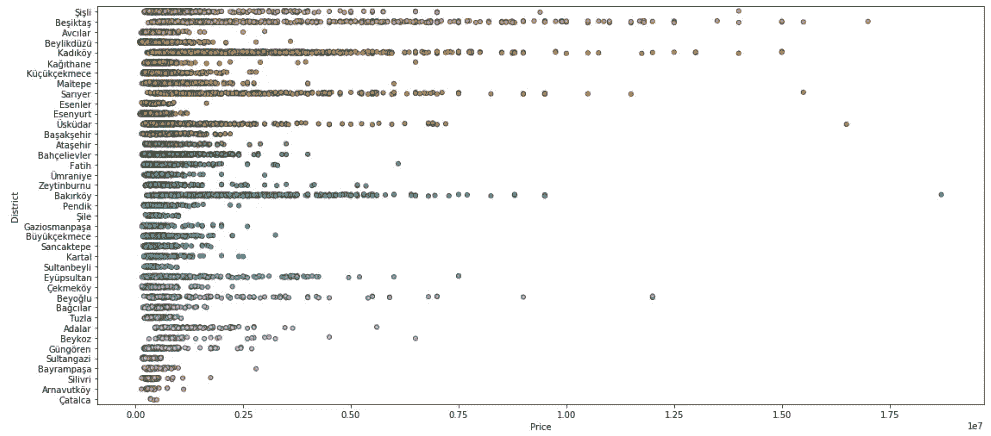 Şişli
Beşiktaş
Avcılar
Beylikdüzü
Kadıköy
Kağıthane
Küçükçekmece
Maltepe
Sarıyer
Esenler
Esenyurt
Üsküdar
Başakşehir
Ataşehir
Bahçelievler
Fatih
Ümraniye
Zeytinburnu
Bakırköy
Pendik
Şile
Gaziosmanpaşa
Büyükçekmece
Sancaktepe
Kartal
Sultanbeyli
Eyüpsultan
Çekmeköy
Beyoğlu
Bağcılar
Tuzla
Adalar
Beykoz
Güngören
Sultangazi
Bayrampaşa
Silivri
Arnavutköy
Çatalca
District
0.00 0.25 0.50 0.75 1.00 1.25 1.50 1.75
Price
1e7